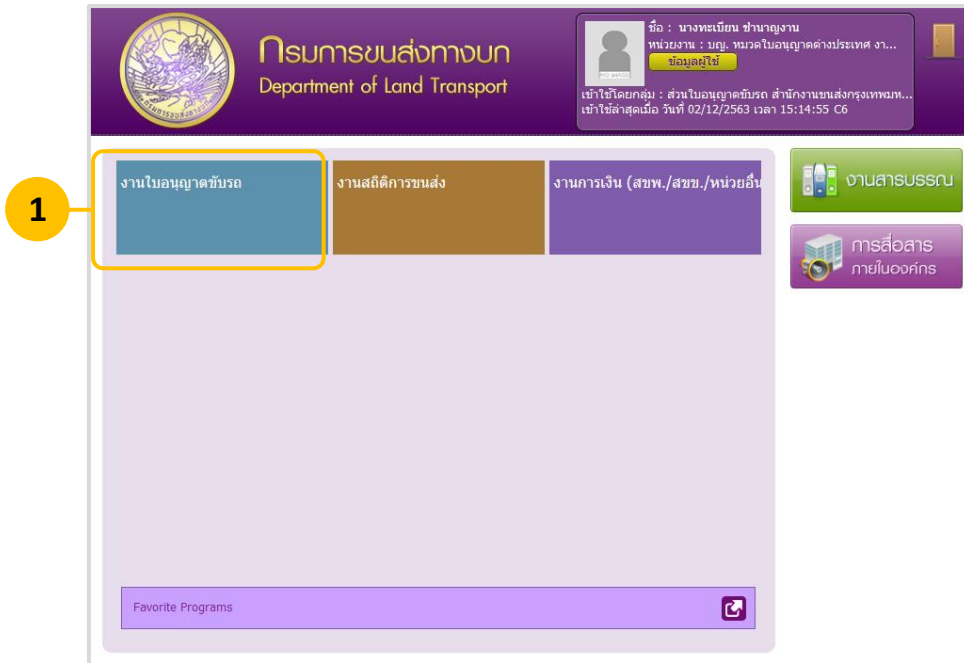 กรมการขนส่งทางบก
Department of Land Transport
ชื่อ : นางทะเบียน ชำนาญงาน
หน่วยงาน : บญ. หมวดใบอนุญาตต่างประเทศ งา...
ข้อมูลผู้ใช้
NO IMAGE
เข้าใช้โดยกลุ่ม : ส่วนใบอนุญาตขับรถ สำนักงานขนส่งกรุงเทพมห...
เข้าใช้ล่าสุดเมื่อ วันที่ 02/12/2563 เวลา 15:14:55 C6
1
งานใบอนุญาตขับรถ
งานสถิติการขนส่ง
งานการเงิน (สขพ./สขข./หน่วยอื่น
งานสารบรรณ
การสื่อสาร
ภายในองค์กร
Favorite Programs